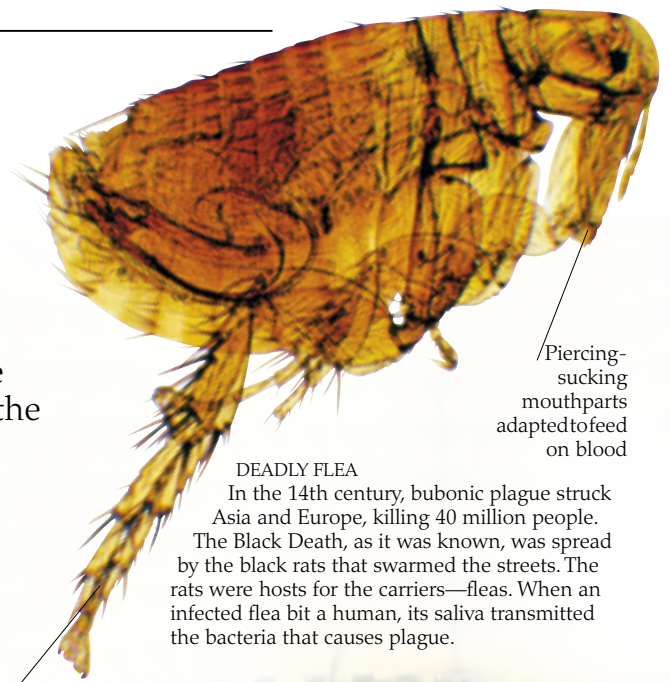 e
the
Piercing-
sucking
mouthparts
adaptedtofeed
on blood
DEADLY FLEA
In the 14th century, bubonic plague struck
Asia and Europe, killing 40 million people.
The Black Death, as it was known, was spread
by the black rats that swarmed the streets. The
rats were hosts for the carriers—fleas. When an
infected flea bit a human, its saliva transmitted
the bacteria that causes plague.